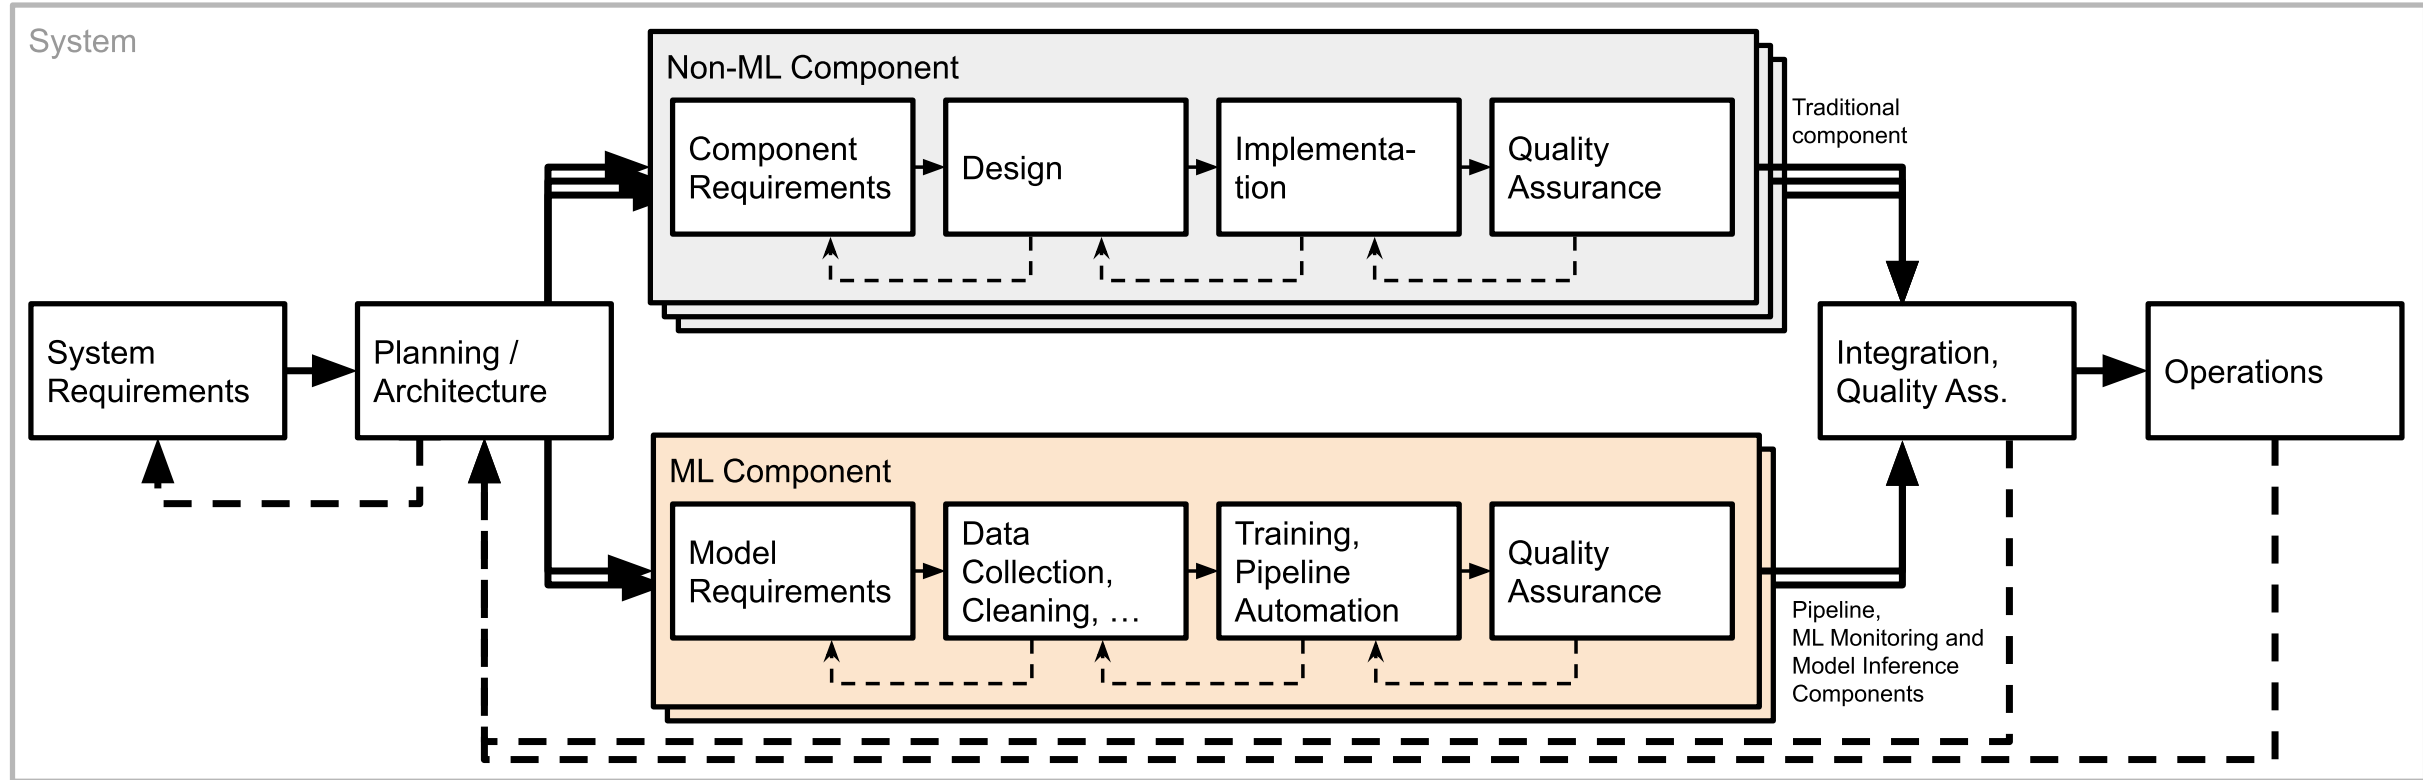 System
Non-ML Component
Component
Requirements
Design
Implementa-
tion
Quality
Assurance
Traditional
component
System
Requirements
Planning /
Architecture
Integration,
Quality Ass.
Operations
ML Component
Model
Requirements
Data
Collection,
Cleaning, …
Training,
Pipeline
Automation
Quality
Assurance
Pipeline,
ML Monitoring and
Model Inference
Components